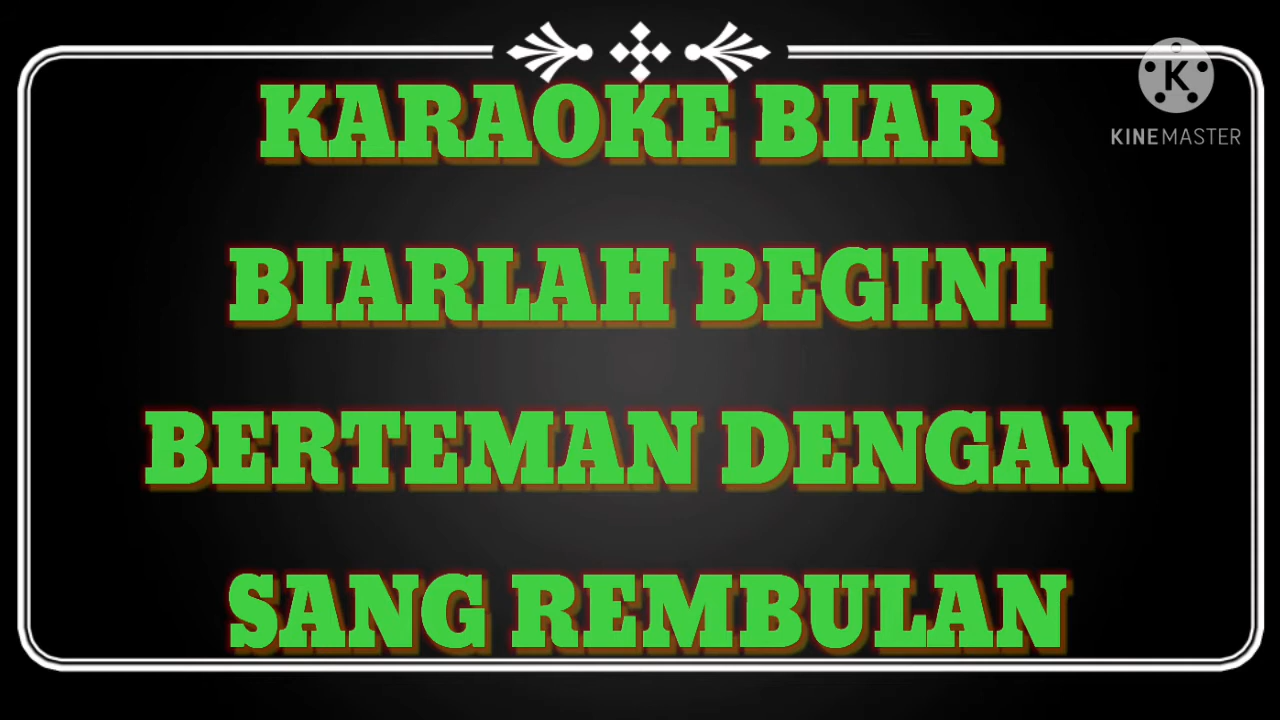 KARAOKE BIAR
K
KINEMASTER
BIARLAH BEGINI
BERTEMAN DENGAN
SANG REMBULAN